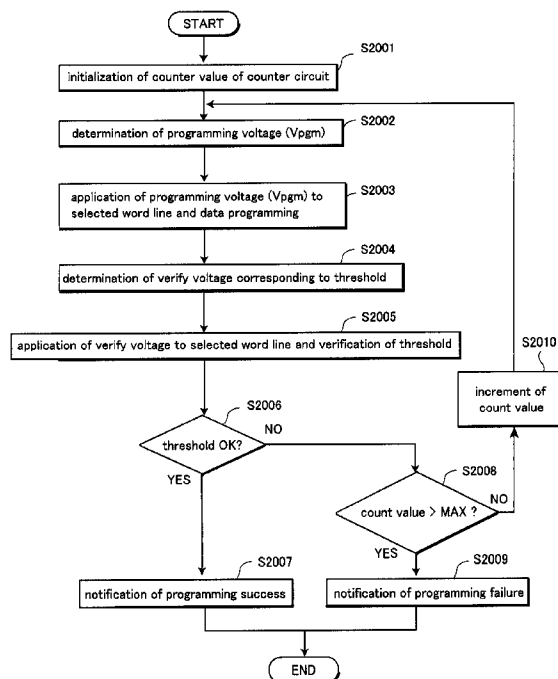 START
S2001
initialization of counter value of counter circuit
S2002
determination of programming voltage (Vpgm)
S2003
application of programming voltage (Vpgm) to
selected word line and data programming
S2004
determination of verify voltage corresponding to threshold
S2005
application of verify voltage to selected word line and verification of threshold
S2010
increment of
count value
S2006
threshold OK?
NO
YES
S2008
count value > MAX ?
NO
YES
S2007
notification of programming success
S2009
notification of programming failure
END